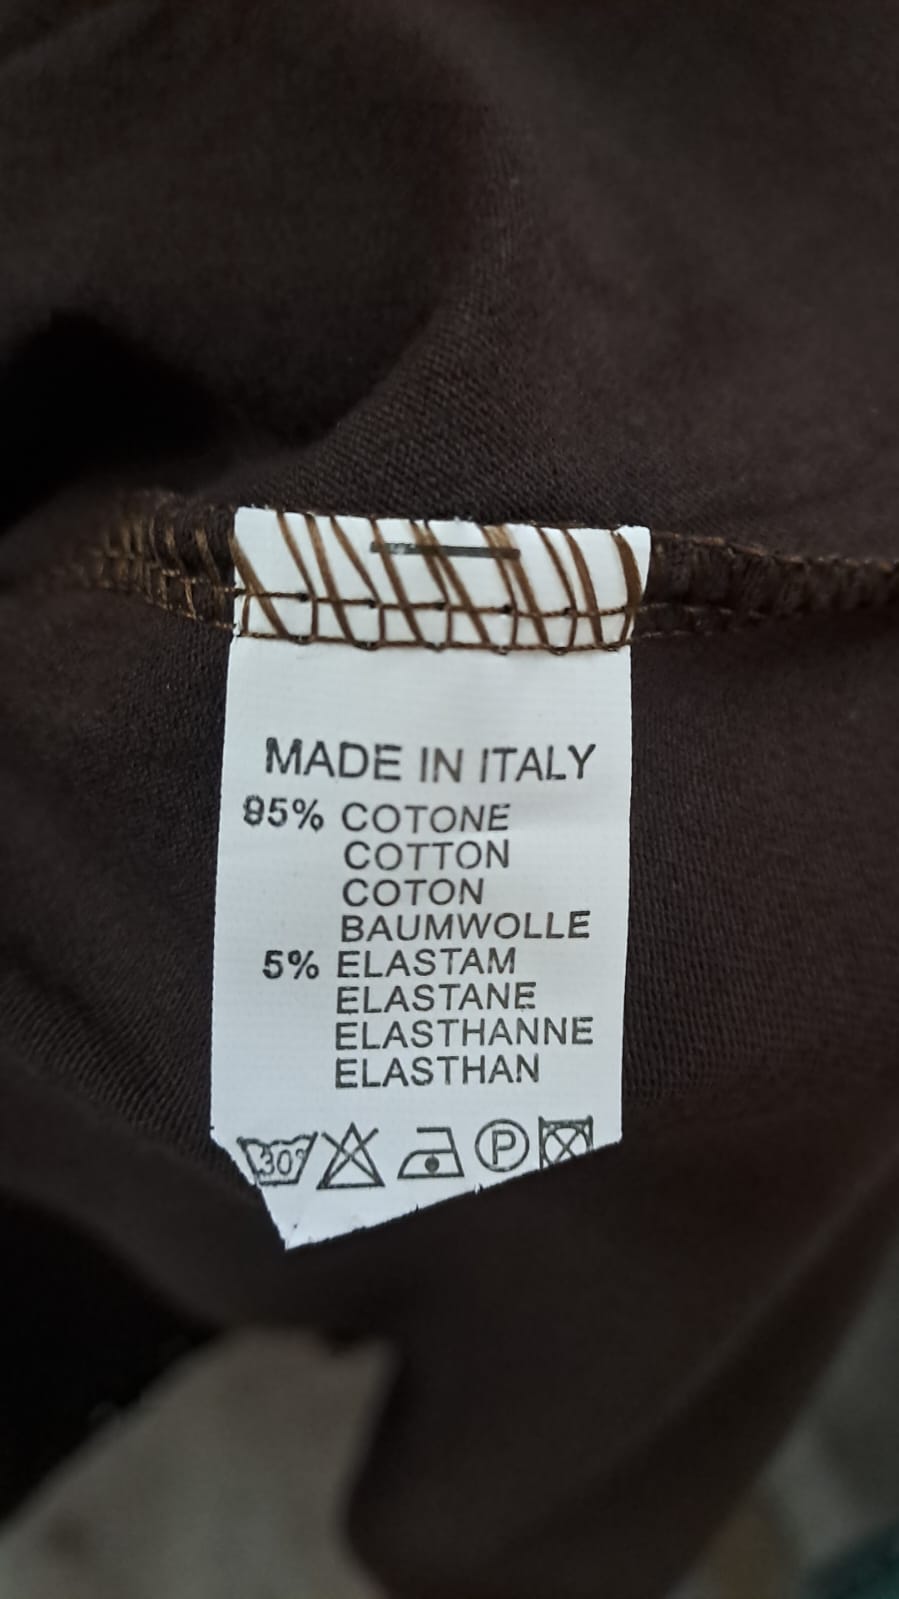 MADE IN ITALY
95% COTONE
COTTON
COTON
BAUMWOLLE
5% ELASTAM
ELASTANE
ELASTHANNE
ELASTHAN
30° P